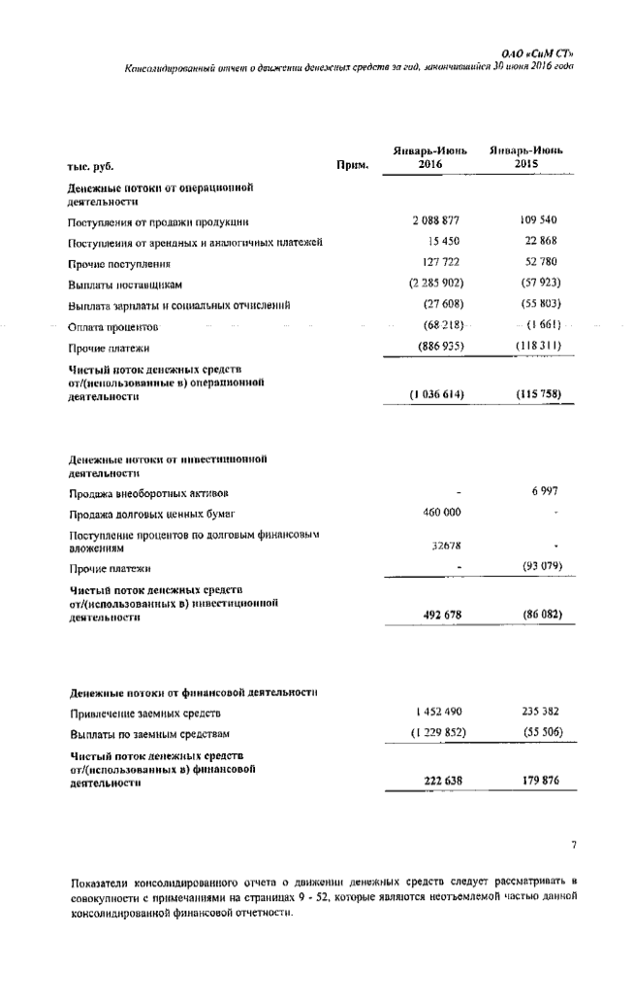 ОАО «СиМ СТ»
Консолидированный отчет о движении денежных средств за год, закончившийся 30 июня 2016 года
тыс. руб. Прим. Январь-Июнь 2016 Январь-Июнь 2015
Денежные потоки от операционной
деятельности
Поступления от продажи продукции 2 088 877 109 540
Поступления от арендных и аналогичных платежей 15 450 22 868
Прочие поступления 127 722 52 780
Выплаты поставщикам (2 285 902) (57 923)
Выплата зарплаты и социальных отчислений (27 608) (55 803)
Оплата процентов (68 218) (1 661)
Прочие платежи (886 935) (118 311)
Чистый поток денежных средств
от/(использованные в) операционной
деятельности (1 036 614) (115 758)
Денежные потоки от инвестиционной
деятельности
Продажа внеоборотных активов - 6 997
Продажа долговых ценных бумаг 460 000 -
Поступление процентов по долговым финансовым
вложениям 32678 -
Прочие платежи - (93 079)
Чистый поток денежных средств
от/(использованных в) инвестиционной
деятельности 492 678 (86 082)
Денежные потоки от финансовой деятельности
Привлечение заемных средств 1 452 490 235 382
Выплаты по заемным средствам (1 229 852) (55 506)
Чистый поток денежных средств
от/(использованных в) финансовой
деятельности 222 638 179 876
7
Показатели консолидированного отчета о движении денежных средств следует рассматривать в
совокупности с примечаниями на страницах 9 - 52, которые являются неотъемлемой частью данной
консолидированной финансовой отчетности.